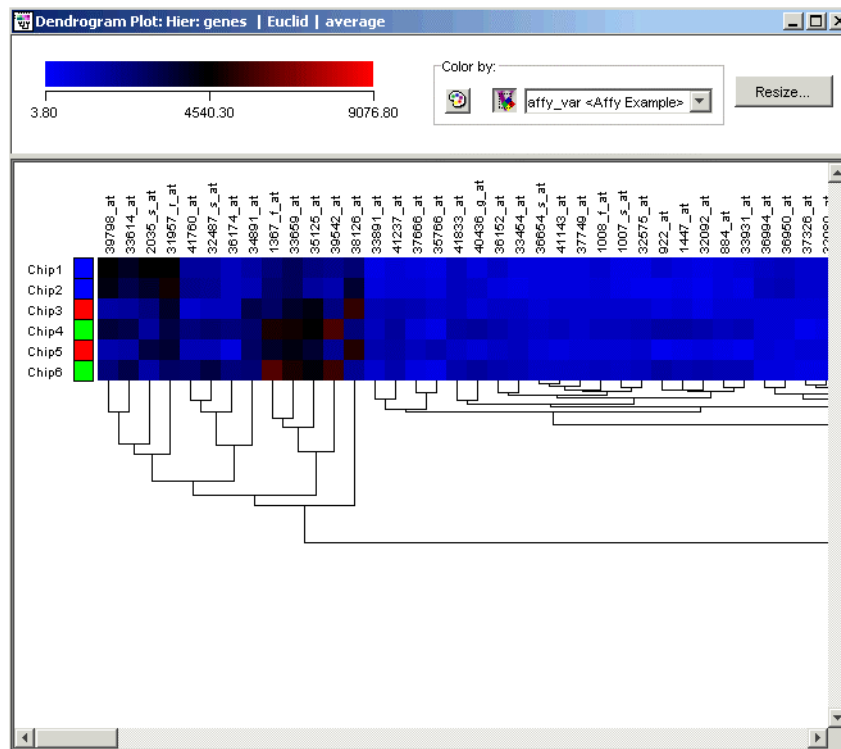 Dendrogram Plot: Hier: genes | Euclid | average
Color by:
affy_var <Affy Example>
Resize...
3.80
4540.30
9076.80
39798_at
33614_at
2035_s_at
31957_r_at
41760_at
32487_s_at
36174_at
34891_at
1367_f_at
33659_at
35125_at
39542_at
38126_at
33891_at
41237_at
37666_at
35766_at
41833_at
40436_g_at
36152_at
33454_at
36654_s_at
41143_at
37749_at
1008_f_at
1007_s_at
32575_at
922_at
1447_at
32092_at
884_at
33931_at
36994_at
36950_at
37326_at
Chip1
Chip2
Chip3
Chip4
Chip5
Chip6